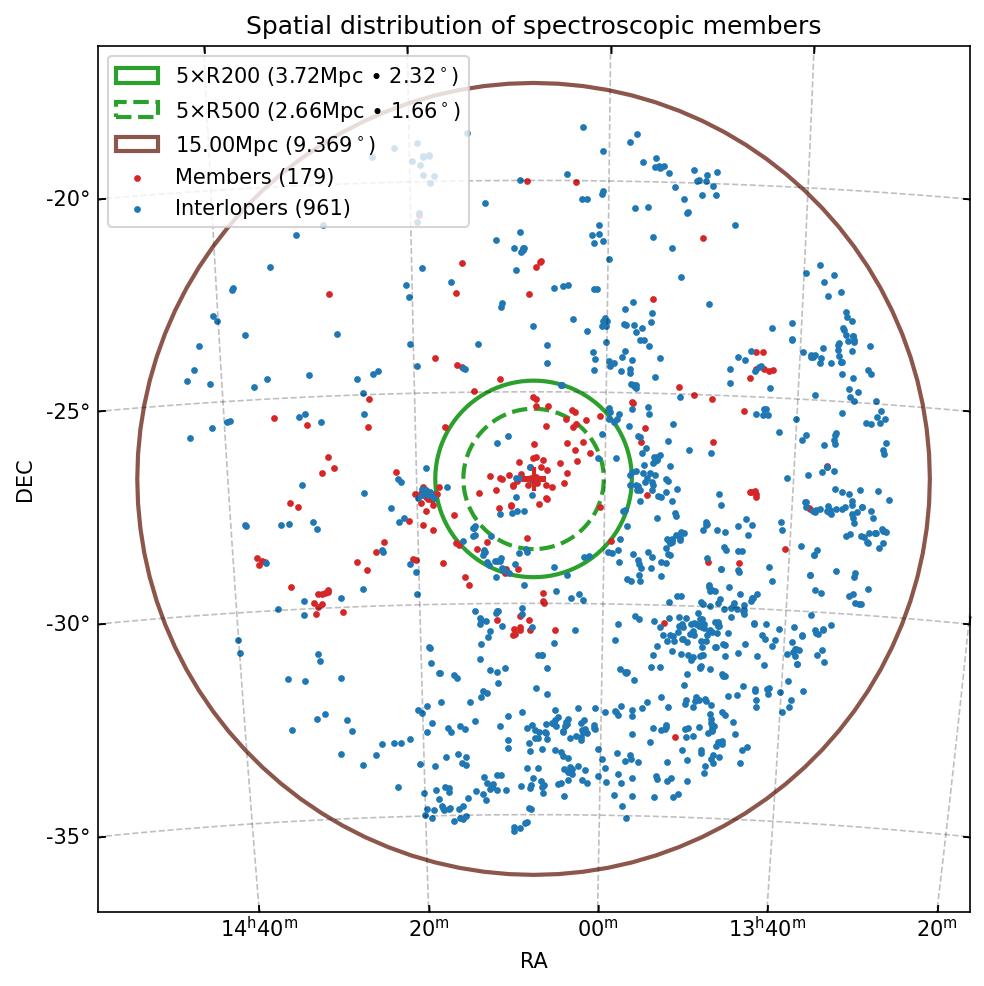 Spatial distribution of spectroscopic members
5×R200 (3.72Mpc • 2.32°)
5×R500 (2.66Mpc • 1.66°)
15.00Mpc (9.369°)
Members (179)
Interlopers (961)
-20°
-25°
-30°
-35°
DEC
14ʰ40ᵐ 20ᵐ 00ᵐ 13ʰ40ᵐ 20ᵐ
RA